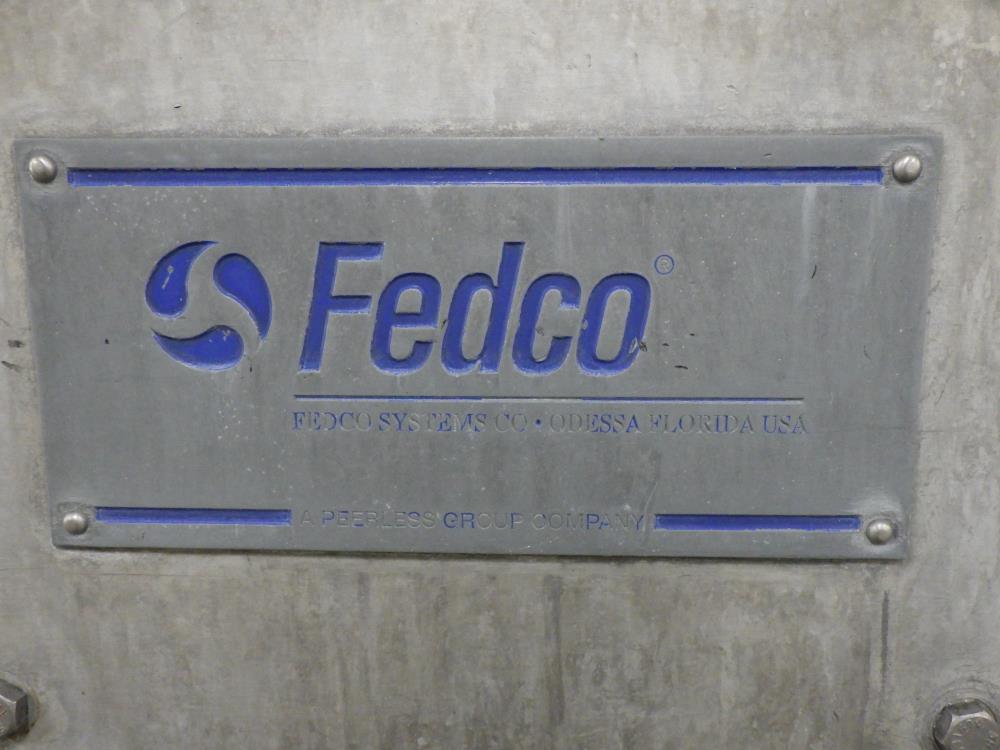 Fedco®
FEDCO SYSTEMS CO • ODESSA FLORIDA USA
A PEERLESS GROUP COMPANY